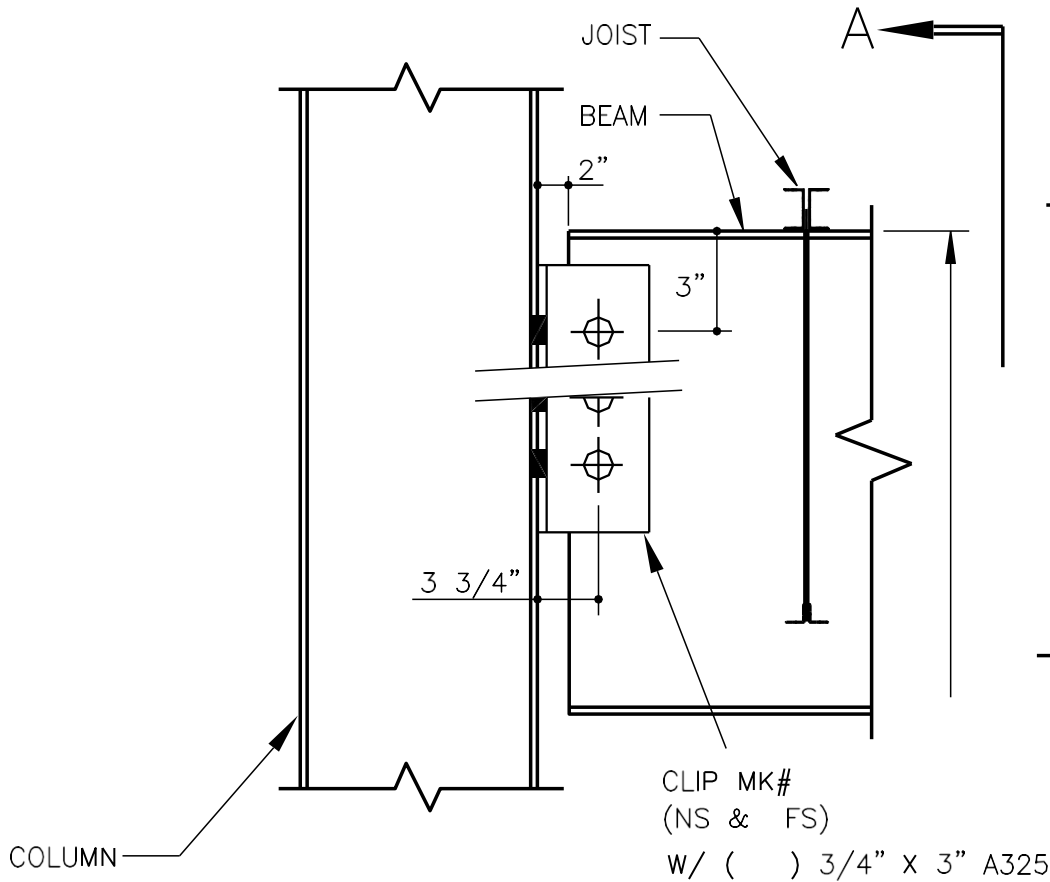 JOIST
A
BEAM
2”
3”
3 3/4”
CLIP MK#
(NS & FS)
COLUMN
W/ ( ) 3/4” X 3” A325